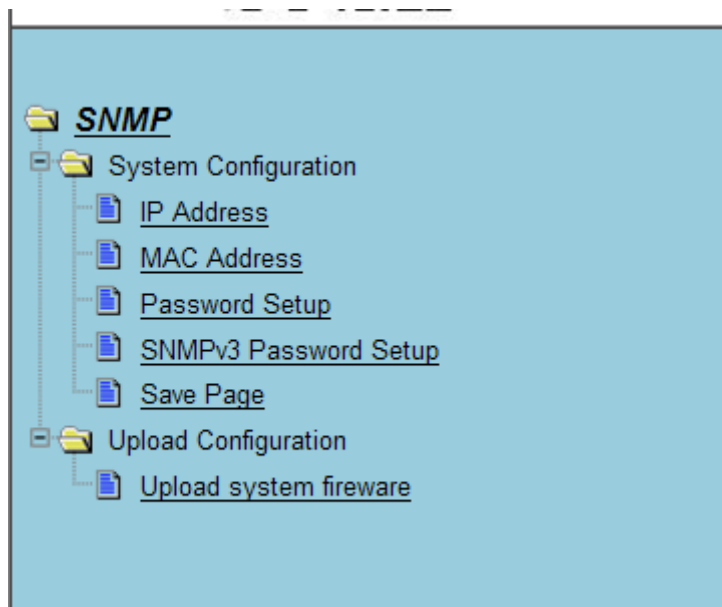 SNMP
System Configuration
IP Address
MAC Address
Password Setup
SNMPv3 Password Setup
Save Page
Upload Configuration
Upload system fireware